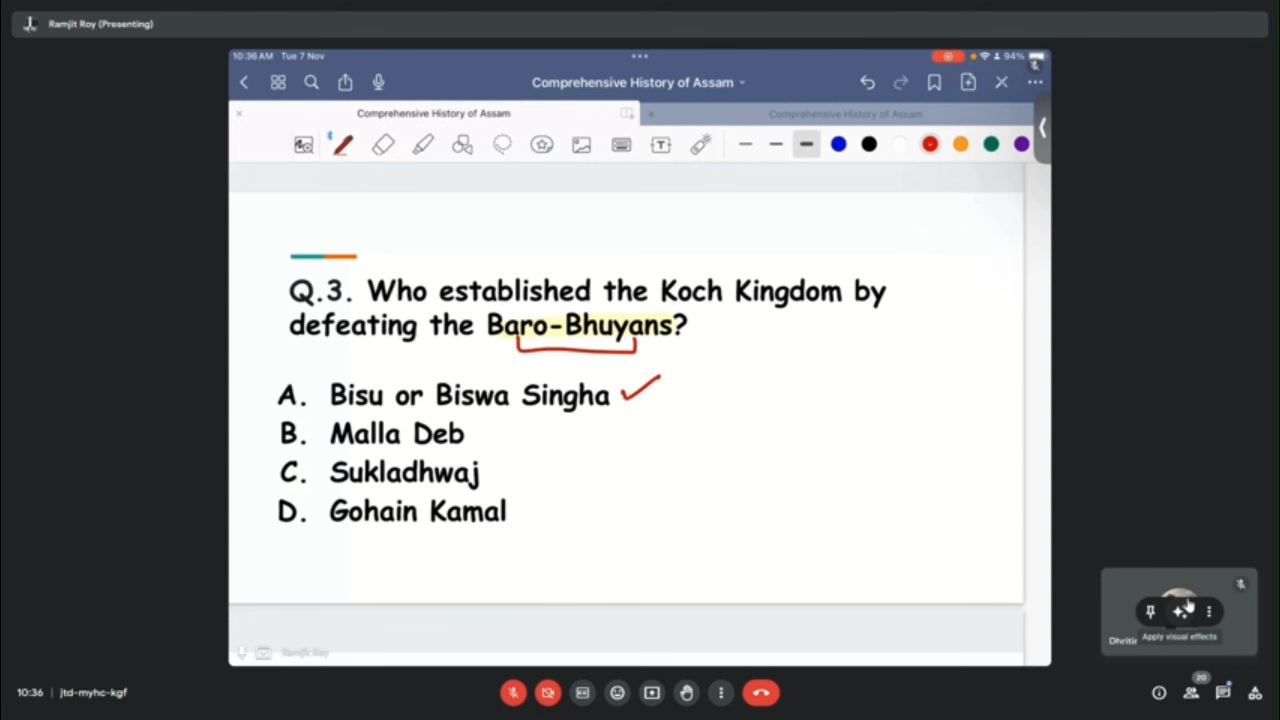 Ramjit Roy (Presenting)
10:36 AM Tue 7 Nov
94%
Comprehensive History of Assam
Comprehensive History of Assam
Comprehensive History of Assam
Q.3. Who established the Koch Kingdom by
defeating the Baro-Bhuyans?
A. Bisu or Biswa Singha
B. Malla Deb
C. Sukladhwaj
D. Gohain Kamal
Apply visual effects
Ramjit Roy
10:36 | jtd-myhc-kgf
20